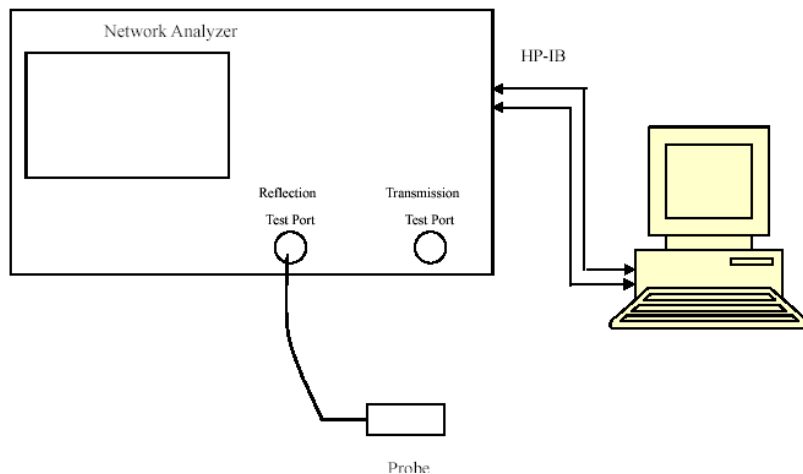 Network Analyzer
HP-IB
Reflection
Test Port
Transmission
Test Port
Probe